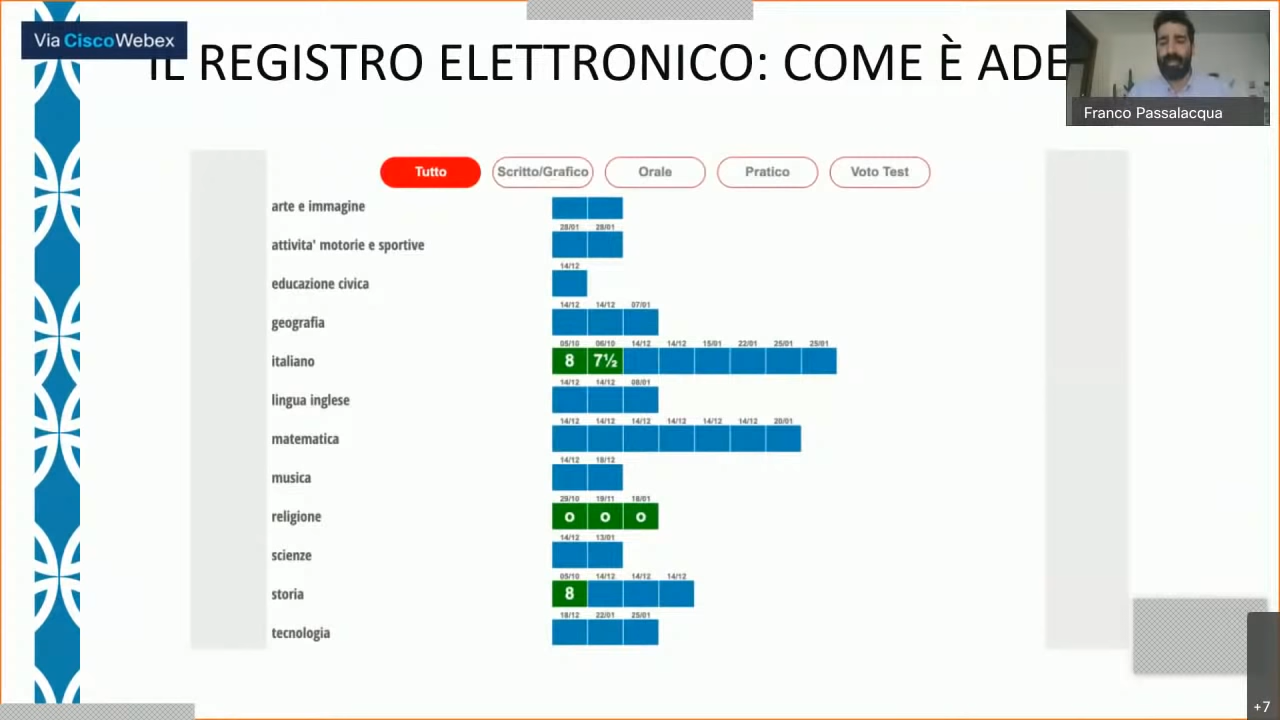 Via Cisco Webex
IL REGISTRO ELETTRONICO: COME È ADE
Franco Passalacqua
Tutto Scritto/Grafico Orale Pratico Voto Test
arte e immagine
28/01 28/01
attivita' motorie e sportive
14/12
educazione civica
14/12 14/12 07/01
geografia
05/10 06/10 14/12 14/12 15/01 22/01 25/01 25/01
italiano 8 7½
14/12 14/12 08/01
lingua inglese
14/12 14/12 14/12 14/12 14/12 14/12 20/01
matematica
14/12 18/12
musica
29/10 19/11 18/01
religione o o o
14/12 13/01
scienze
05/10 14/12 14/12 14/12
storia 8
18/12 22/01 25/01
tecnologia
+7